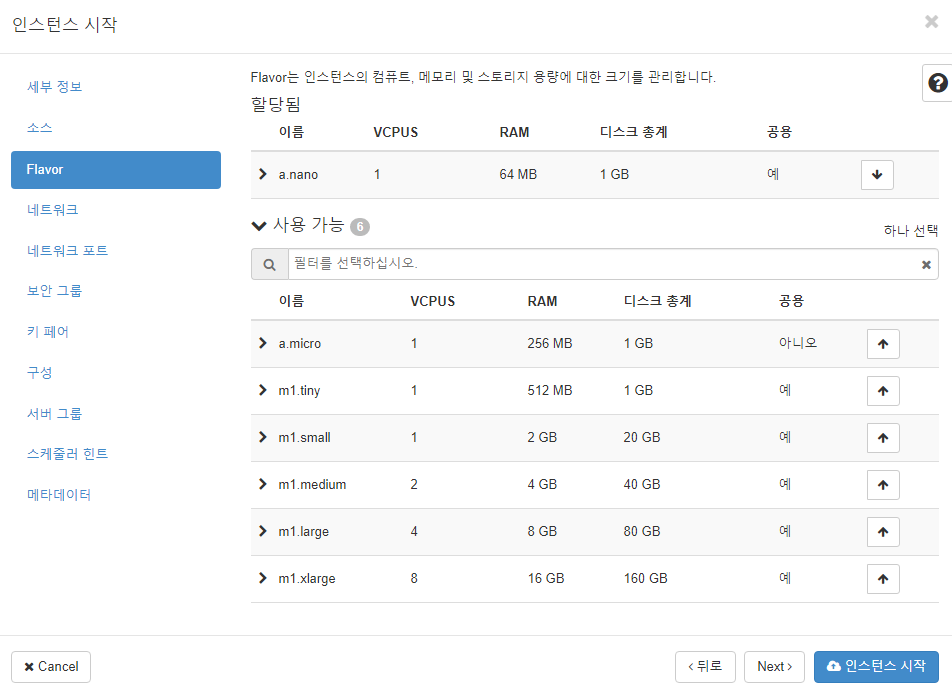 인스턴스 시작
세부 정보
소스
Flavor
네트워크
네트워크 포트
보안 그룹
키 페어
구성
서버 그룹
스케줄러 힌트
메타데이터
Flavor는 인스턴스의 컴퓨트, 메모리 및 스토리지 용량에 대한 크기를 관리합니다.
할당됨
이름 VCPUS RAM 디스크 총계 공용
a.nano 1 64 MB 1 GB 예
사용 가능 6
하나 선택
필터를 선택하십시오.
이름 VCPUS RAM 디스크 총계 공용
a.micro 1 256 MB 1 GB 아니오
m1.tiny 1 512 MB 1 GB 예
m1.small 1 2 GB 20 GB 예
m1.medium 2 4 GB 40 GB 예
m1.large 4 8 GB 80 GB 예
m1.xlarge 8 16 GB 160 GB 예
Cancel
‹ 뒤로
Next ›
인스턴스 시작